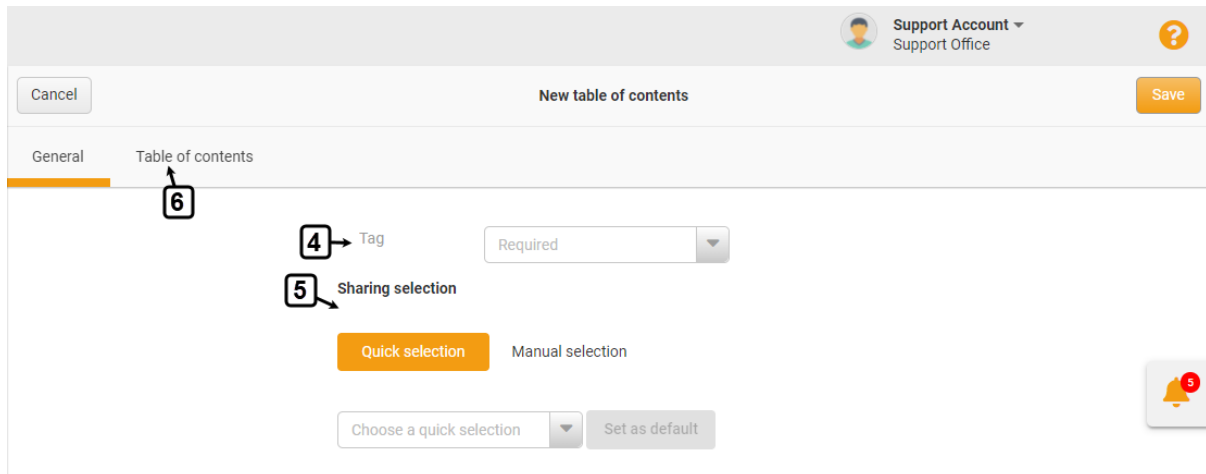 Support Account
Support Office
?
Cancel
New table of contents
Save
General
Table of contents
6
4
Tag
Required
5
Sharing selection
Quick selection
Manual selection
5
Choose a quick selection
Set as default